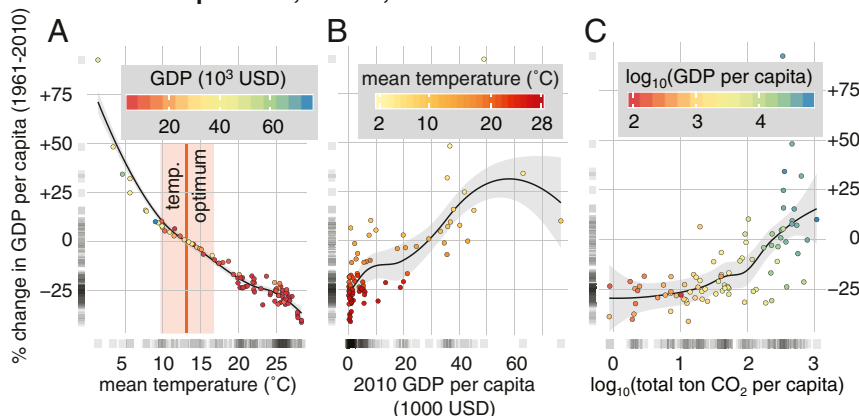 A
B
C
% change in GDP per capita (1961-2010)
GDP (10³ USD)
20 40 60
temp.
optimum
+75
+50
+25
0
−25
5 10 15 20 25
mean temperature (˚C)
mean temperature (˚C)
2 10 20 28
0 20 40 60
2010 GDP per capita
(1000 USD)
log₁₀(GDP per capita)
2 3 4
+75
+50
+25
0
−25
0 1 2 3
log₁₀(total ton CO₂ per capita)